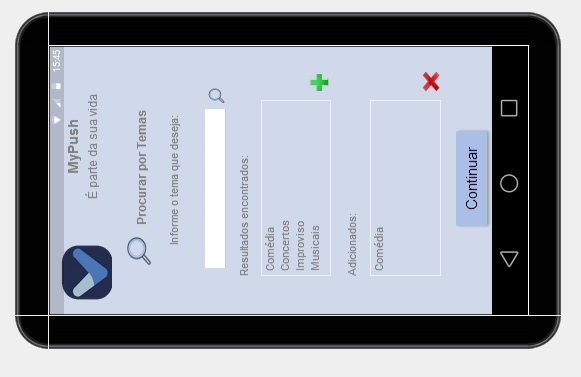 15:45
MyPush
É parte da sua vida
Procurar por Temas
Informe o tema que deseja:
Resultados encontrados:
Comédia
Concertos
Improviso
Musicais
Adicionados:
Comédia
Continuar